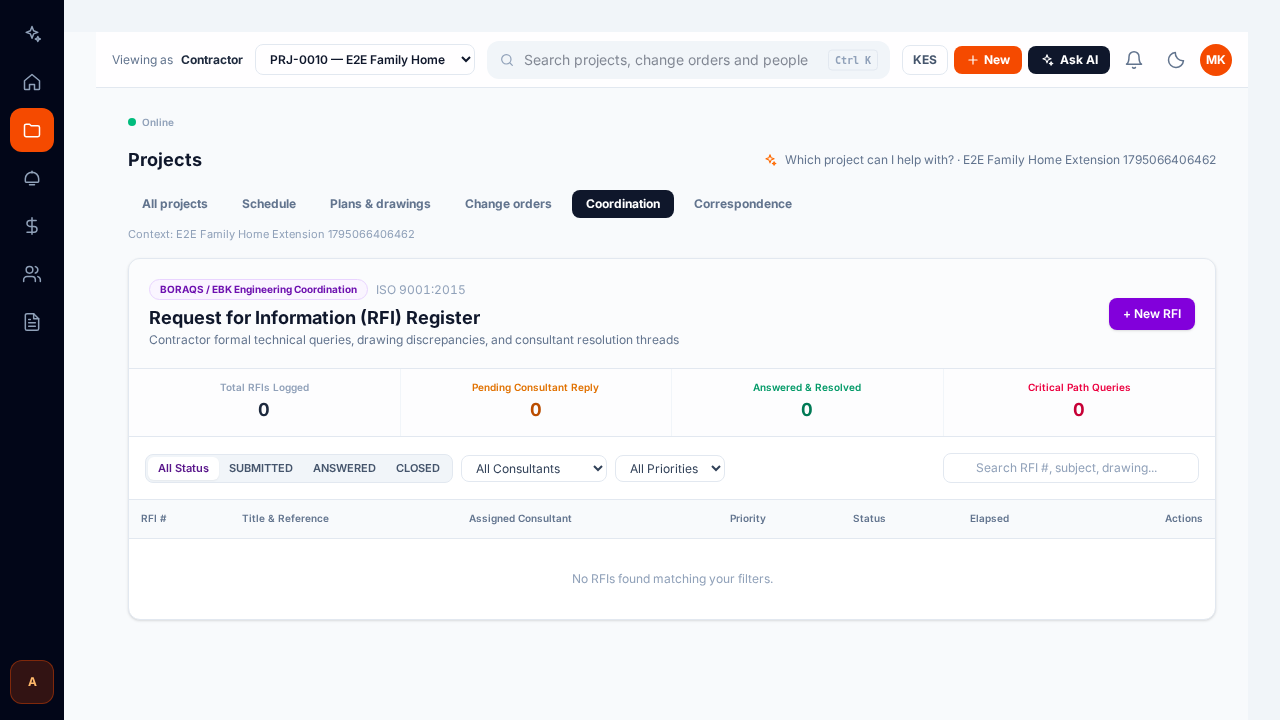 Viewing as Contractor PRJ-0010 — E2E Family Home Search projects, change orders and people Ctrl K KES New Ask AI MK
Online
Projects Which project can I help with? · E2E Family Home Extension 1795066406462
All projects Schedule Plans & drawings Change orders Coordination Correspondence
Context: E2E Family Home Extension 1795066406462
BORAQS / EBK Engineering Coordination ISO 9001:2015
Request for Information (RFI) Register + New RFI
Contractor formal technical queries, drawing discrepancies, and consultant resolution threads
Total RFIs Logged Pending Consultant Reply Answered & Resolved Critical Path Queries
0 0 0 0
All Status SUBMITTED ANSWERED CLOSED All Consultants All Priorities Search RFI #, subject, drawing...
RFI # Title & Reference Assigned Consultant Priority Status Elapsed Actions
No RFIs found matching your filters.
A